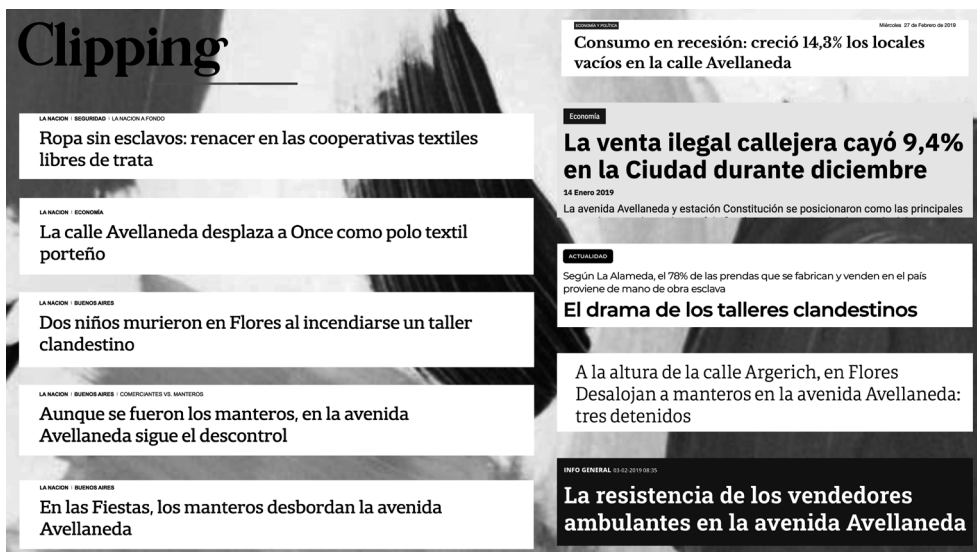 Clipping
LA NACION | SEGURIDAD | LA NACION A FONDO
Ropa sin esclavos: renacer en las cooperativas textiles
libres de trata
LA NACION | ECONOMÍA
La calle Avellaneda desplaza a Once como polo textil
porteño
LA NACION | BUENOS AIRES
Dos niños murieron en Flores al incendiarse un taller
clandestino
LA NACION | BUENOS AIRES | COMERCIANTES VS. MANTEROS
Aunque se fueron los manteros, en la avenida
Avellaneda sigue el descontrol
LA NACION | BUENOS AIRES
En las Fiestas, los manteros desbordan la avenida
Avellaneda
ECONOMÍA Y POLÍTICA
Miércoles 27 de Febrero de 2019
Consumo en recesión: creció 14,3% los locales
vacíos en la calle Avellaneda
Economía
La venta ilegal callejera cayó 9,4%
en la Ciudad durante diciembre
14 Enero 2019
La avenida Avellaneda y estación Constitución se posicionaron como las principales
ACTUALIDAD
Según La Alameda, el 78% de las prendas que se fabrican y venden en el país
proviene de mano de obra esclava
El drama de los talleres clandestinos
A la altura de la calle Argerich, en Flores
Desalojan a manteros en la avenida Avellaneda:
tres detenidos
INFO GENERAL 03-02-2019 08:35
La resistencia de los vendedores
ambulantes en la avenida Avellaneda